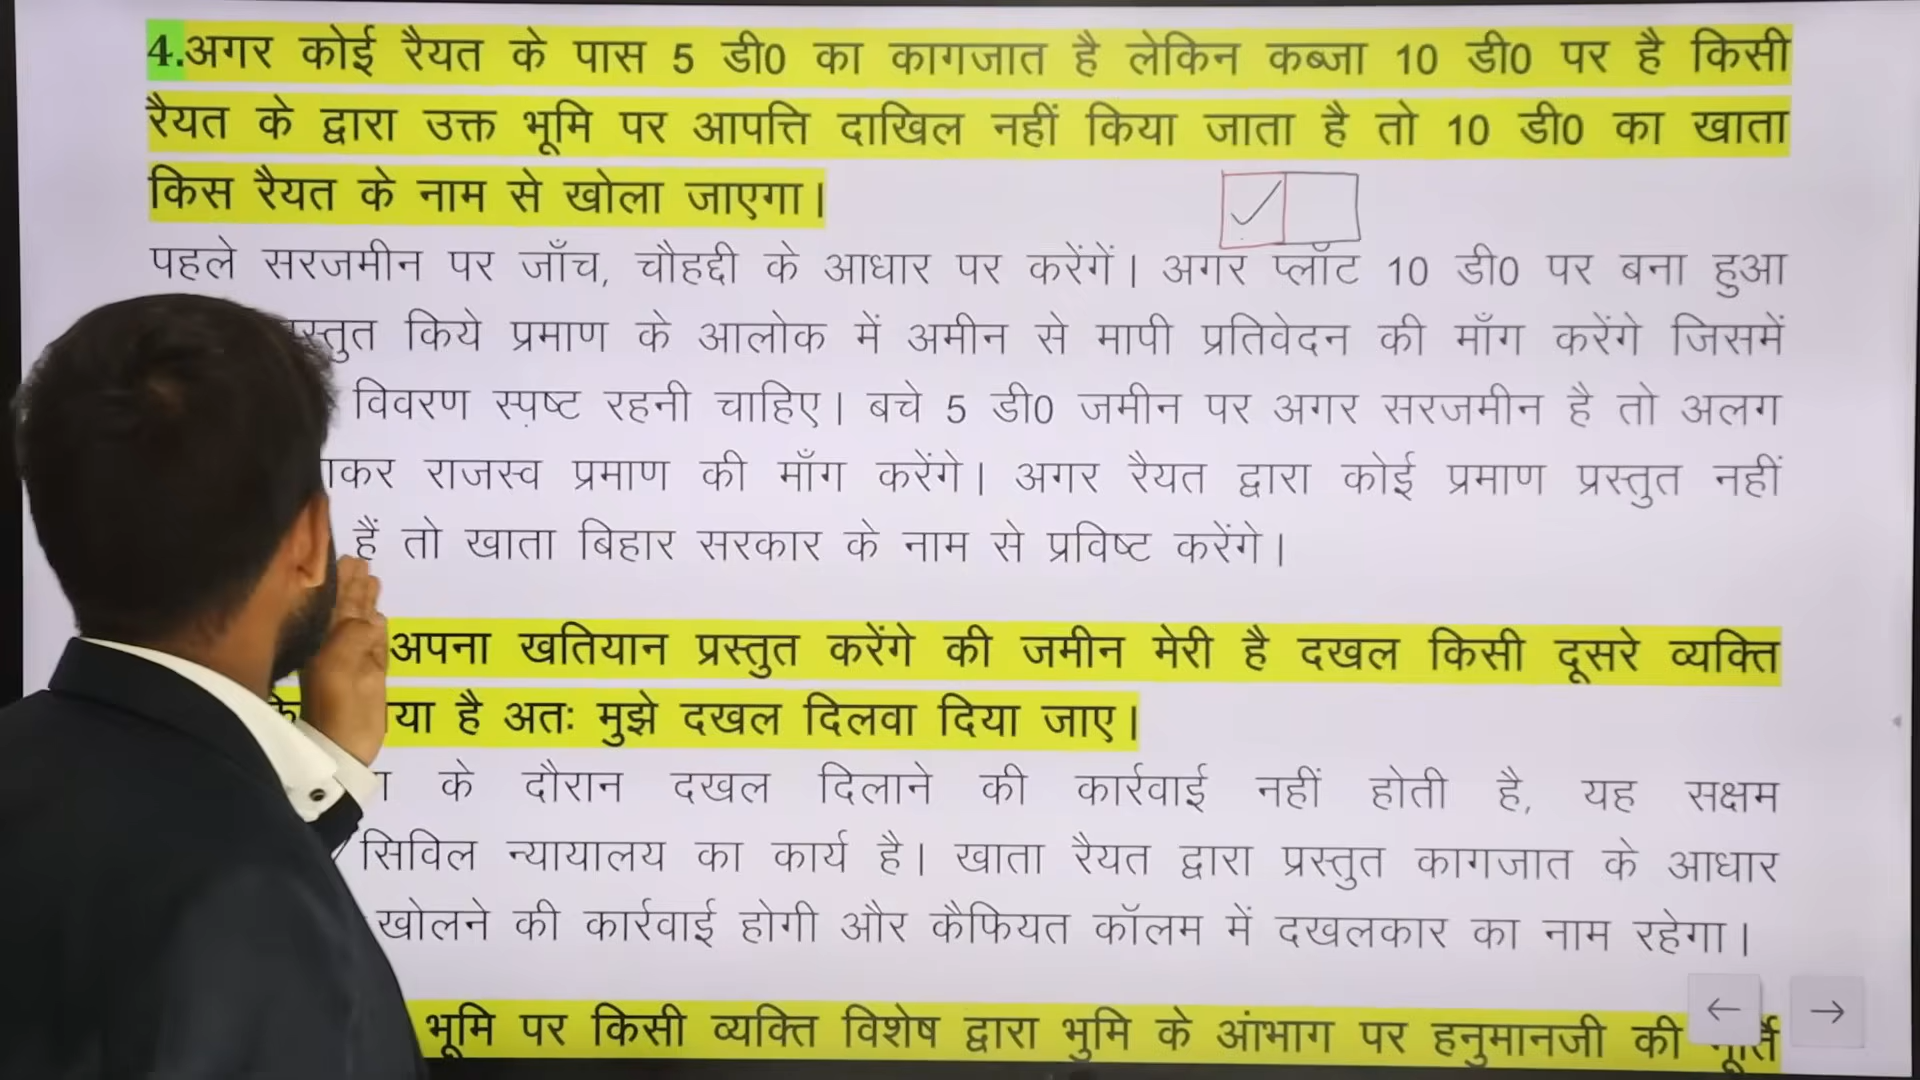 4.अगर कोई रैयत के पास 5 डी0 का कागजात है लेकिन कब्जा 10 डी0 पर है किसी
रैयत के द्वारा उक्त भूमि पर आपत्ति दाखिल नहीं किया जाता है तो 10 डी0 का खाता
किस रैयत के नाम से खोला जाएगा।
पहले सरजमीन पर जाँच, चौहद्दी के आधार पर करेंगें। अगर प्लॉट 10 डी0 पर बना हुआ
किये प्रमाण के आलोक में अमीन से मापी प्रतिवेदन की माँग करेंगे जिसमें
विवरण स्पष्ट रहनी चाहिए। बचे 5 डी0 जमीन पर अगर सरजमीन है तो अलग
राजस्व प्रमाण की माँग करेंगे। अगर रैयत द्वारा कोई प्रमाण प्रस्तुत नहीं
हैं तो खाता बिहार सरकार के नाम से प्रविष्ट करेंगे।
अपना खतियान प्रस्तुत करेंगे की जमीन मेरी है दखल किसी दूसरे व्यक्ति
है अतः मुझे दखल दिलवा दिया जाए।
के दौरान दखल दिलाने की कार्रवाई नहीं होती है, यह सक्षम
सिविल न्यायालय का कार्य है। खाता रैयत द्वारा प्रस्तुत कागजात के आधार
खोलने की कार्रवाई होगी और कैफियत कॉलम में दखलकार का नाम रहेगा।
भूमि पर किसी व्यक्ति विशेष द्वारा भुमि के अंभाग पर हनुमानजी की